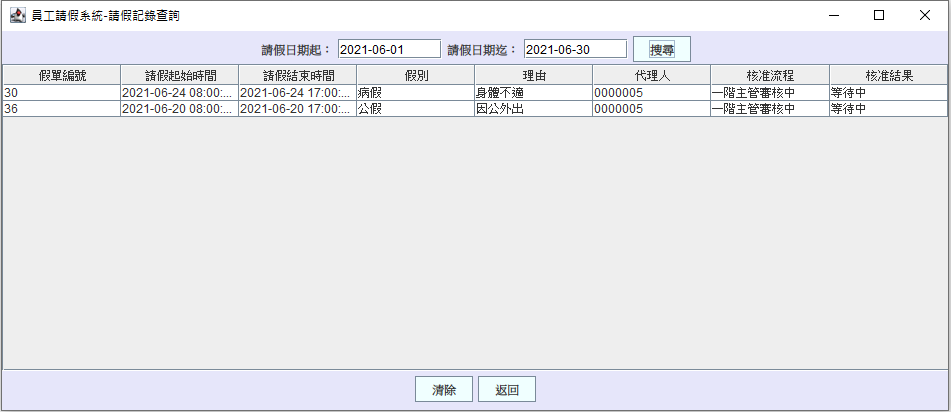 員工請假系統-請假記錄查詢
請假日期起： 2021-06-01 請假日期迄： 2021-06-30 搜尋
假單編號 請假起始時間 請假結束時間 假別 理由 代理人 核准流程 核准結果
30 2021-06-24 08:00:... 2021-06-24 17:00:... 病假 身體不適 0000005 一階主管審核中 等待中
36 2021-06-20 08:00:... 2021-06-20 17:00:... 公假 因公外出 0000005 一階主管審核中 等待中
清除 返回